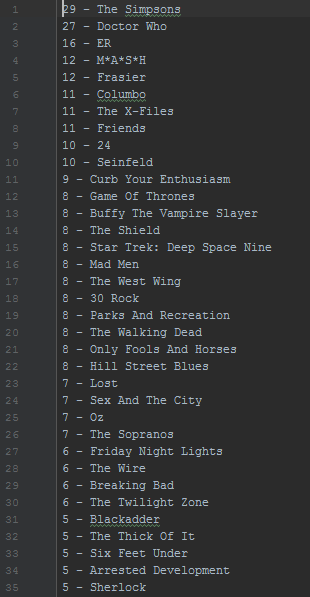 1 29 - The Simpsons
2 27 - Doctor Who
3 16 - ER
4 12 - M*A*S*H
5 12 - Frasier
6 11 - Columbo
7 11 - The X-Files
8 11 - Friends
9 10 - 24
10 10 - Seinfeld
11 9 - Curb Your Enthusiasm
12 8 - Game Of Thrones
13 8 - Buffy The Vampire Slayer
14 8 - The Shield
15 8 - Star Trek: Deep Space Nine
16 8 - Mad Men
17 8 - The West Wing
18 8 - 30 Rock
19 8 - Parks And Recreation
20 8 - The Walking Dead
21 8 - Only Fools And Horses
22 8 - Hill Street Blues
23 7 - Lost
24 7 - Sex And The City
25 7 - Oz
26 7 - The Sopranos
27 6 - Friday Night Lights
28 6 - The Wire
29 6 - Breaking Bad
30 6 - The Twilight Zone
31 5 - Blackadder
32 5 - The Thick Of It
33 5 - Six Feet Under
34 5 - Arrested Development
35 5 - Sherlock